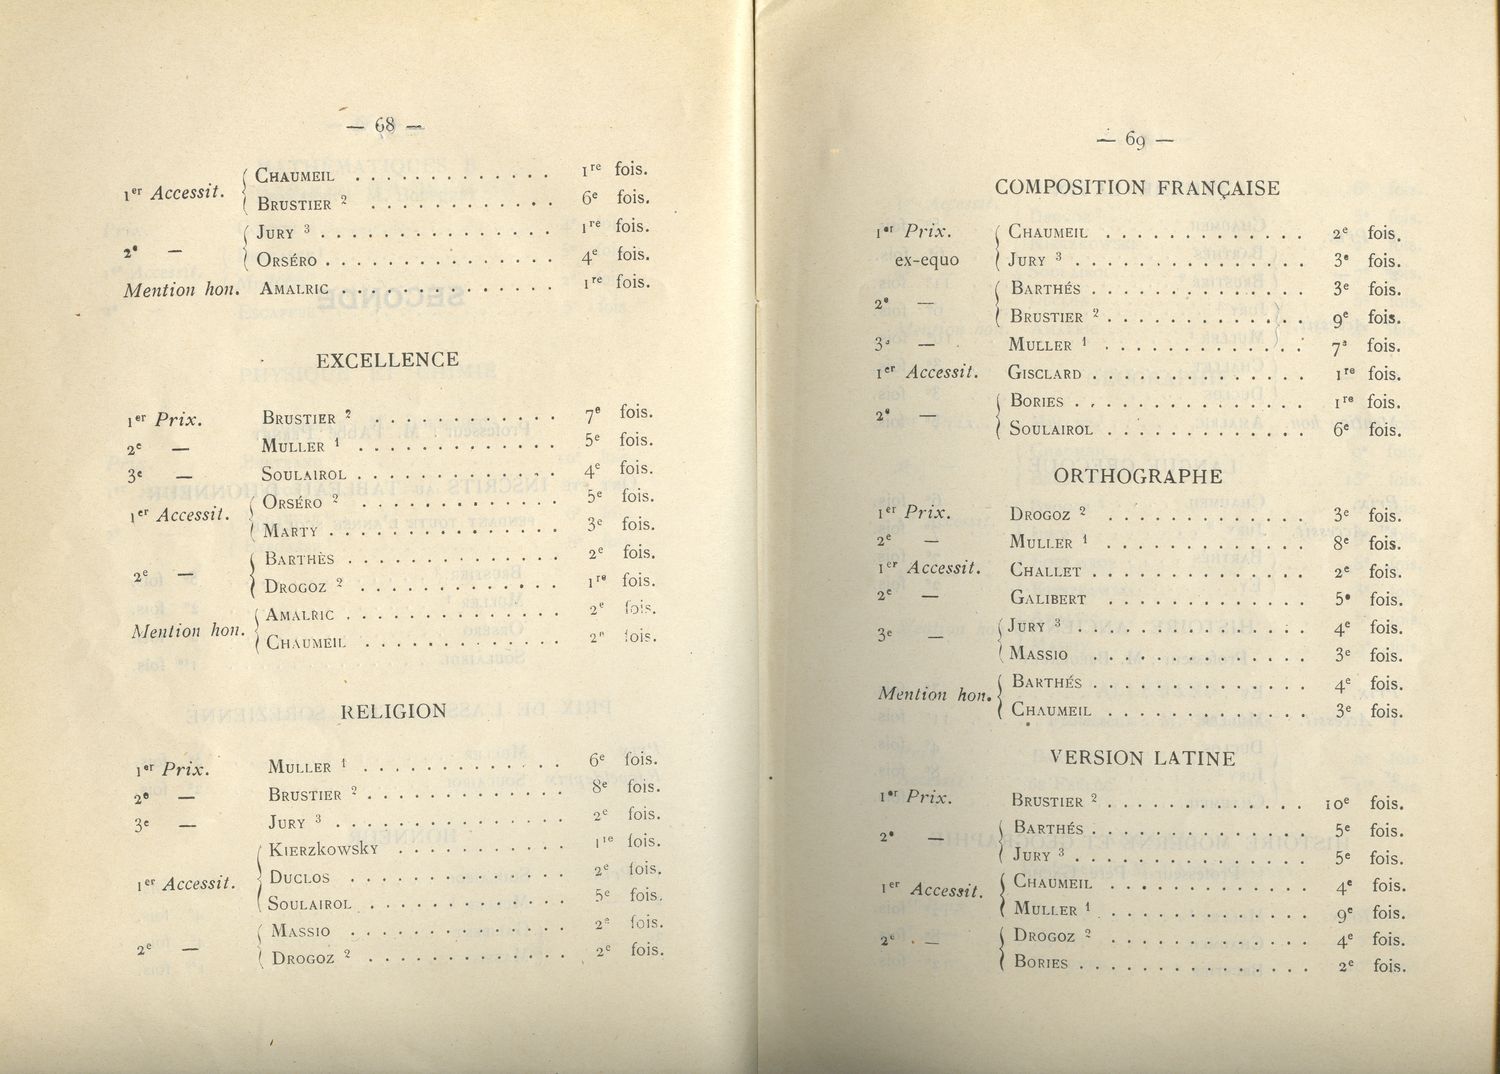 — 68 —
1er Accessit. CHAUMEIL . . . . . . . . . . . . . 1re fois.
BRUSTIER 2 . . . . . . . . . . . . 6e fois.
2e — JURY 3 . . . . . . . . . . . . . . . 1re fois.
ORSÉRO . . . . . . . . . . . . . . 4e fois.
Mention hon. AMALRIC . . . . . . . . . . . . . . 1re fois.
EXCELLENCE
1er Prix. BRUSTIER 2 . . . . . . . . . . . . 7e fois.
2e — MULLER 1 . . . . . . . . . . . . . 5e fois.
3e — SOULAIROL . . . . . . . . . . . . . 4e fois.
1er Accessit. ORSÉRO 2 . . . . . . . . . . . . . 5e fois.
MARTY . . . . . . . . . . . . . . . 3e fois.
2e — BARTHÈS . . . . . . . . . . . . . . 2e fois.
DROGOZ 2 . . . . . . . . . . . . . 1re fois.
Mention hon. AMALRIC . . . . . . . . . . . . . . 2e fois.
CHAUMEIL . . . . . . . . . . . . . 2e fois.
RELIGION
1er Prix. MULLER 1 . . . . . . . . . . . . . 6e fois.
2e — BRUSTIER 2 . . . . . . . . . . . . . 8e fois.
3e — JURY 3 . . . . . . . . . . . . . . . 2e fois.
1er Accessit. KIERZKOWSKY . . . . . . . . . . . 1re fois.
DUCLOS . . . . . . . . . . . . . . 2e fois.
SOULAIROL . . . . . . . . . . . . . 5e fois.
2e — MASSIO . . . . . . . . . . . . . . 2e fois.
DROGOZ 2 . . . . . . . . . . . . . 2e fois.
— 69 —
COMPOSITION FRANÇAISE
1er Prix. CHAUMEIL . . . . . . . . . . . . . 2e fois.
ex-equo JURY 3 . . . . . . . . . . . . . . . 3e fois.
2e — BARTHÉS . . . . . . . . . . . . . . 3e fois.
BRUSTIER 2 . . . . . . . . . . . . . 9e fois.
3e — MULLER 1 . . . . . . . . . . . . . 7e fois.
1er Accessit. GISCLARD . . . . . . . . . . . . . . 1re fois.
2e — BORIES . . . . . . . . . . . . . . . 1re fois.
SOULAIROL . . . . . . . . . . . . . 6e fois.
ORTHOGRAPHE
1er Prix. DROGOZ 2 . . . . . . . . . . . . . 3e fois.
2e — MULLER 1 . . . . . . . . . . . . . 8e fois.
1er Accessit. CHALLET . . . . . . . . . . . . . . 2e fois.
2e — GALIBERT . . . . . . . . . . . . . 5e fois.
3e — JURY 3 . . . . . . . . . . . . . . . 4e fois.
MASSIO . . . . . . . . . . . . . . 3e fois.
Mention hon. BARTHÉS . . . . . . . . . . . . . . 4e fois.
CHAUMEIL . . . . . . . . . . . . . 3e fois.
VERSION LATINE
1er Prix. BRUSTIER 2 . . . . . . . . . . . . . 10e fois.
2e — BARTHÉS . . . . . . . . . . . . . . 5e fois.
JURY 3 . . . . . . . . . . . . . . . 5e fois.
1er Accessit. CHAUMEIL . . . . . . . . . . . . . 4e fois.
MULLER 1 . . . . . . . . . . . . . 9e fois.
2e — DROGOZ 2 . . . . . . . . . . . . . 4e fois.
BORIES . . . . . . . . . . . . . . . 2e fois.